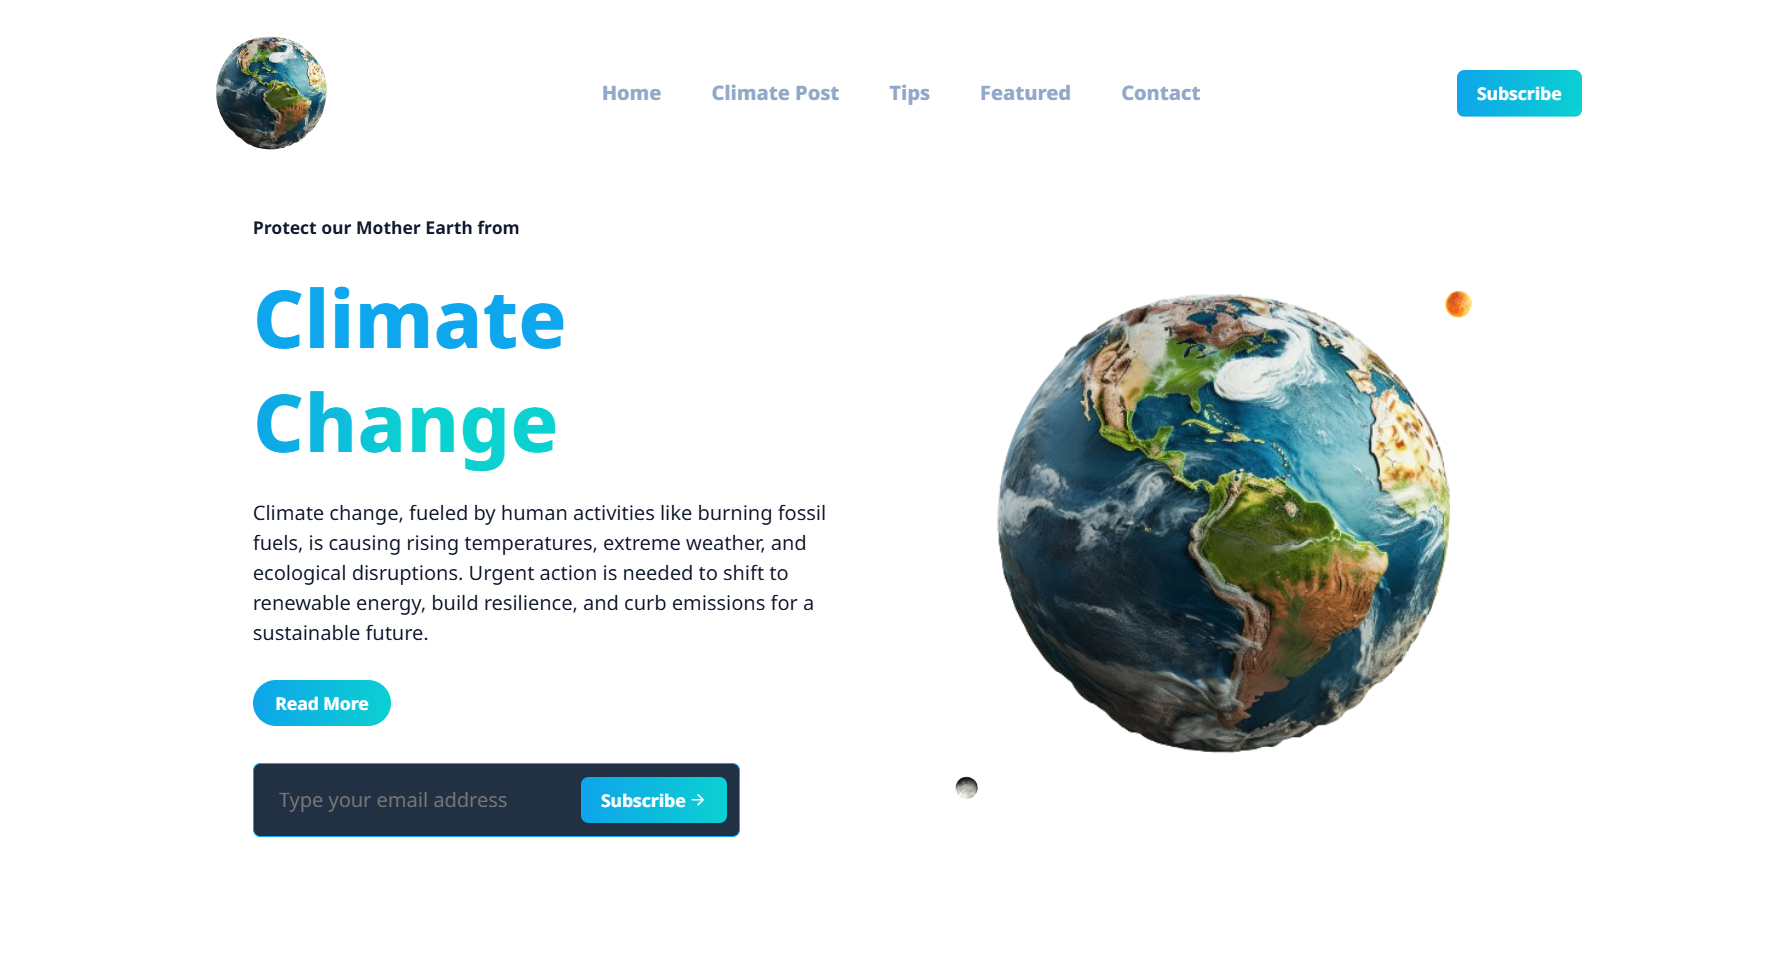 Home Climate Post Tips Featured Contact Subscribe
Protect our Mother Earth from
Climate
Change
Climate change, fueled by human activities like burning fossil
fuels, is causing rising temperatures, extreme weather, and
ecological disruptions. Urgent action is needed to shift to
renewable energy, build resilience, and curb emissions for a
sustainable future.
Read More
Type your email address Subscribe →